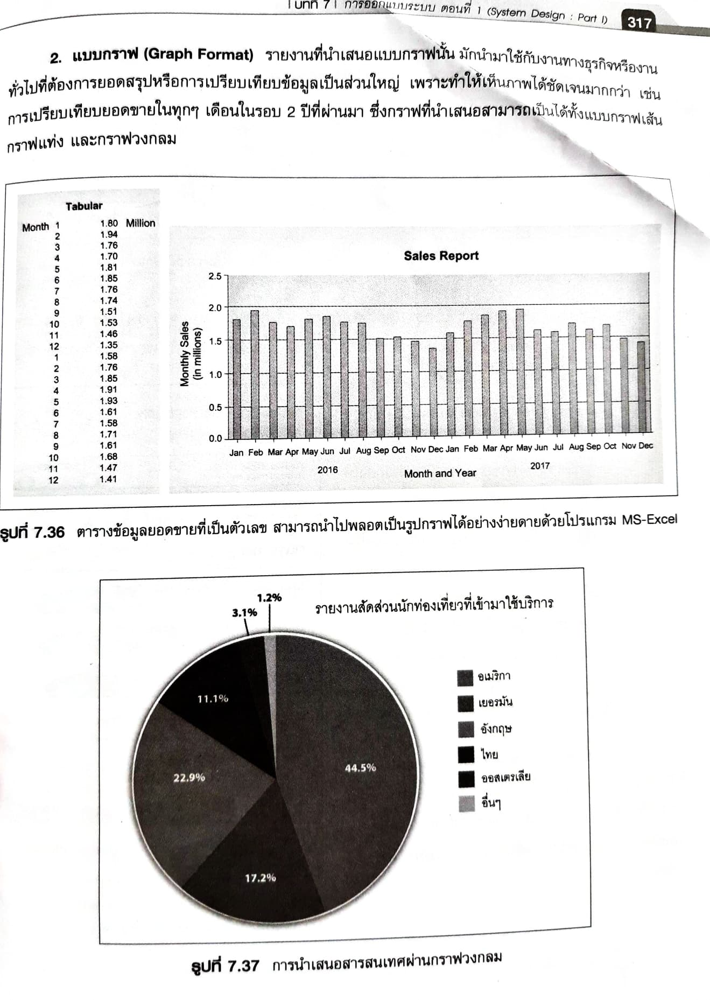 | บทที่ 7 | การออกแบบระบบ ตอนที่ 1 (System Design : Part I) 317
2. แบบกราฟ (Graph Format) รายงานที่นำเสนอแบบกราฟนั้น มักนำมาใช้กับงานทางธุรกิจหรืองาน
ทั่วไปที่ต้องการยอดสรุปหรือการเปรียบเทียบข้อมูลเป็นส่วนใหญ่ เพราะทำให้เห็นภาพได้ชัดเจนมากกว่า เช่น
การเปรียบเทียบยอดขายในทุกๆ เดือนในรอบ 2 ปีที่ผ่านมา ซึ่งกราฟที่นำเสนอสามารถเป็นได้ทั้งแบบกราฟเส้น
กราฟแท่ง และกราฟวงกลม
Tabular
Month 1 1.80 Million
2 1.94
3 1.76
4 1.70
5 1.81
6 1.85
7 1.76
8 1.74
9 1.51
10 1.53
11 1.46
12 1.35
1 1.58
2 1.76
3 1.85
4 1.91
5 1.93
6 1.61
7 1.58
8 1.71
9 1.61
10 1.68
11 1.47
12 1.41
Sales Report
Monthly Sales
(in millions)
2.5
2.0
1.5
1.0
0.5
0.0
Jan Feb Mar Apr May Jun Jul Aug Sep Oct Nov Dec Jan Feb Mar Apr May Jun Jul Aug Sep Oct Nov Dec
2016 2017
Month and Year
รูปที่ 7.36 ตารางข้อมูลยอดขายที่เป็นตัวเลข สามารถนำไปพลอตเป็นรูปกราฟได้อย่างง่ายดายด้วยโปรแกรม MS-Excel
รายงานสัดส่วนนักท่องเที่ยวที่เข้ามาใช้บริการ
1.2%
3.1%
11.1%
22.9%
44.5%
17.2%
อเมริกา
เยอรมัน
อังกฤษ
ไทย
ออสเตรเลีย
อื่นๆ
รูปที่ 7.37 การนำเสนอสารสนเทศผ่านกราฟวงกลม